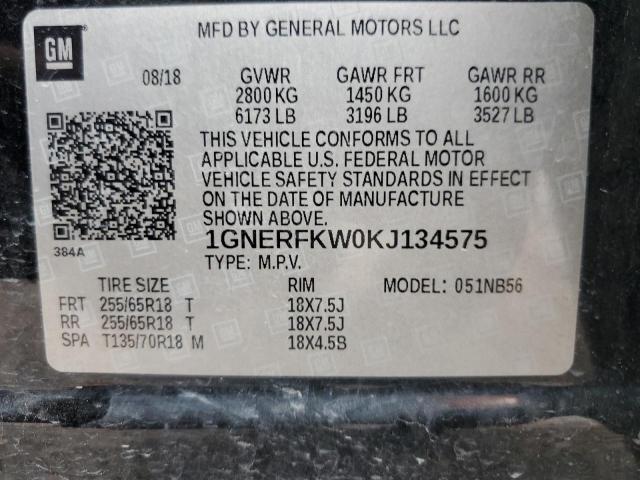 GM
MFD BY GENERAL MOTORS LLC
08/18 GVWR GAWR FRT GAWR RR
2800 KG 1450 KG 1600 KG
6173 LB 3196 LB 3527 LB
THIS VEHICLE CONFORMS TO ALL
APPLICABLE U.S. FEDERAL MOTOR
VEHICLE SAFETY STANDARDS IN EFFECT
ON THE DATE OF MANUFACTURE
SHOWN ABOVE.
384A
1GNERFKW0KJ134575
TYPE: M.P.V.
TIRE SIZE RIM MODEL: 051NB56
FRT 255/65R18 T 18X7.5J
RR 255/65R18 T 18X7.5J
SPA T135/70R18 M 18X4.5B